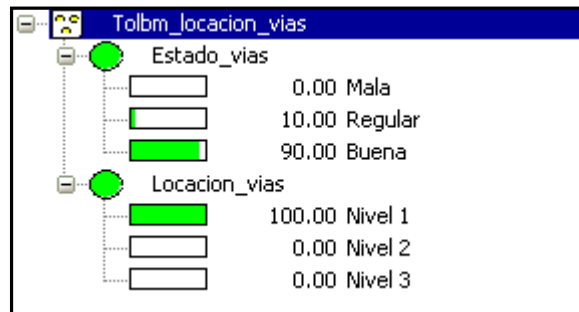 Tolbm_locacion_vias
Estado_vias
0.00 Mala
10.00 Regular
90.00 Buena
Locacion_vias
100.00 Nivel 1
0.00 Nivel 2
0.00 Nivel 3